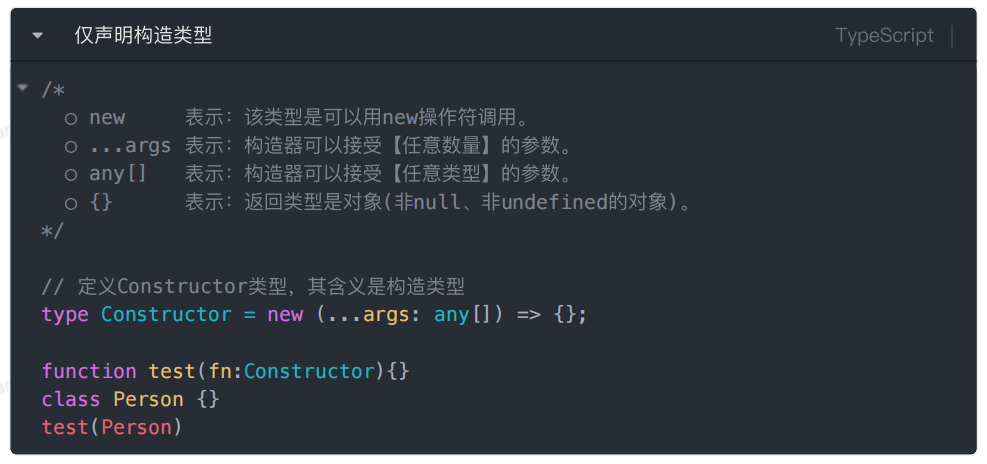 仅声明构造类型
TypeScript
/*
○ new 表示：该类型是可以用new操作符调用。
○ ...args 表示：构造器可以接受【任意数量】的参数。
○ any[] 表示：构造器可以接受【任意类型】的参数。
○ {} 表示：返回类型是对象(非null、非undefined的对象)。
*/
// 定义Constructor类型，其含义是构造类型
type Constructor = new (...args: any[]) => {};
function test(fn:Constructor){}
class Person {}
test(Person)